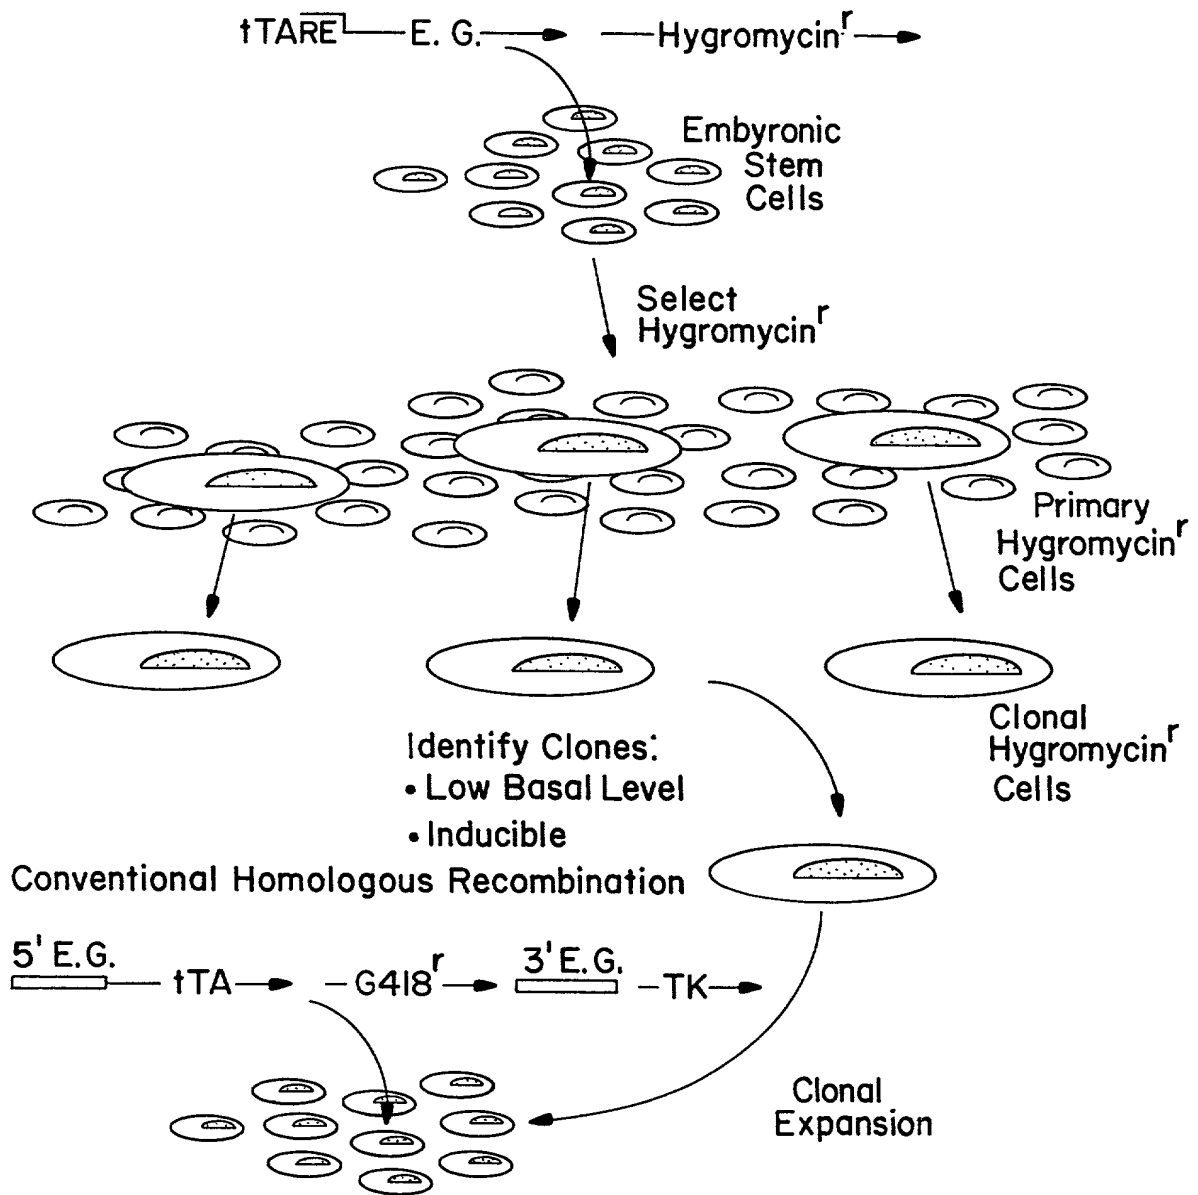 tTARE E. G. Hygromycin^r
Embyronic
Stem
Cells
Select
Hygromycin^r
Primary
Hygromycin^r
Cells
Clonal
Hygromycin^r
Cells
Identify Clones:
• Low Basal Level
• Inducible
Conventional Homologous Recombination
5' E.G. tTA G418^r 3' E.G. TK
Clonal
Expansion